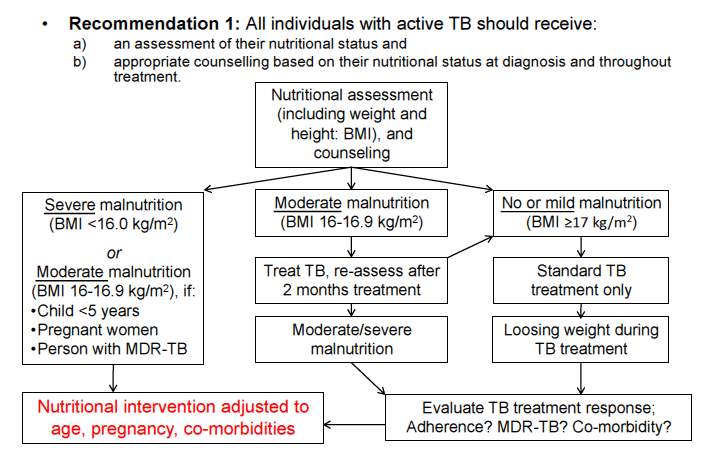 • Recommendation 1: All individuals with active TB should receive:
a) an assessment of their nutritional status and
b) appropriate counselling based on their nutritional status at diagnosis and throughout
treatment.
Nutritional assessment
(including weight and
height: BMI), and
counseling
Severe malnutrition
(BMI <16.0 kg/m²)
or
Moderate malnutrition
(BMI 16-16.9 kg/m²), if:
•Child <5 years
•Pregnant women
•Person with MDR-TB
Moderate malnutrition
(BMI 16-16.9 kg/m²)
No or mild malnutrition
(BMI ≥17 kg/m²)
Treat TB, re-assess after
2 months treatment
Standard TB
treatment only
Moderate/severe
malnutrition
Loosing weight during
TB treatment
Nutritional intervention adjusted to
age, pregnancy, co-morbidities
Evaluate TB treatment response;
Adherence? MDR-TB? Co-morbidity?